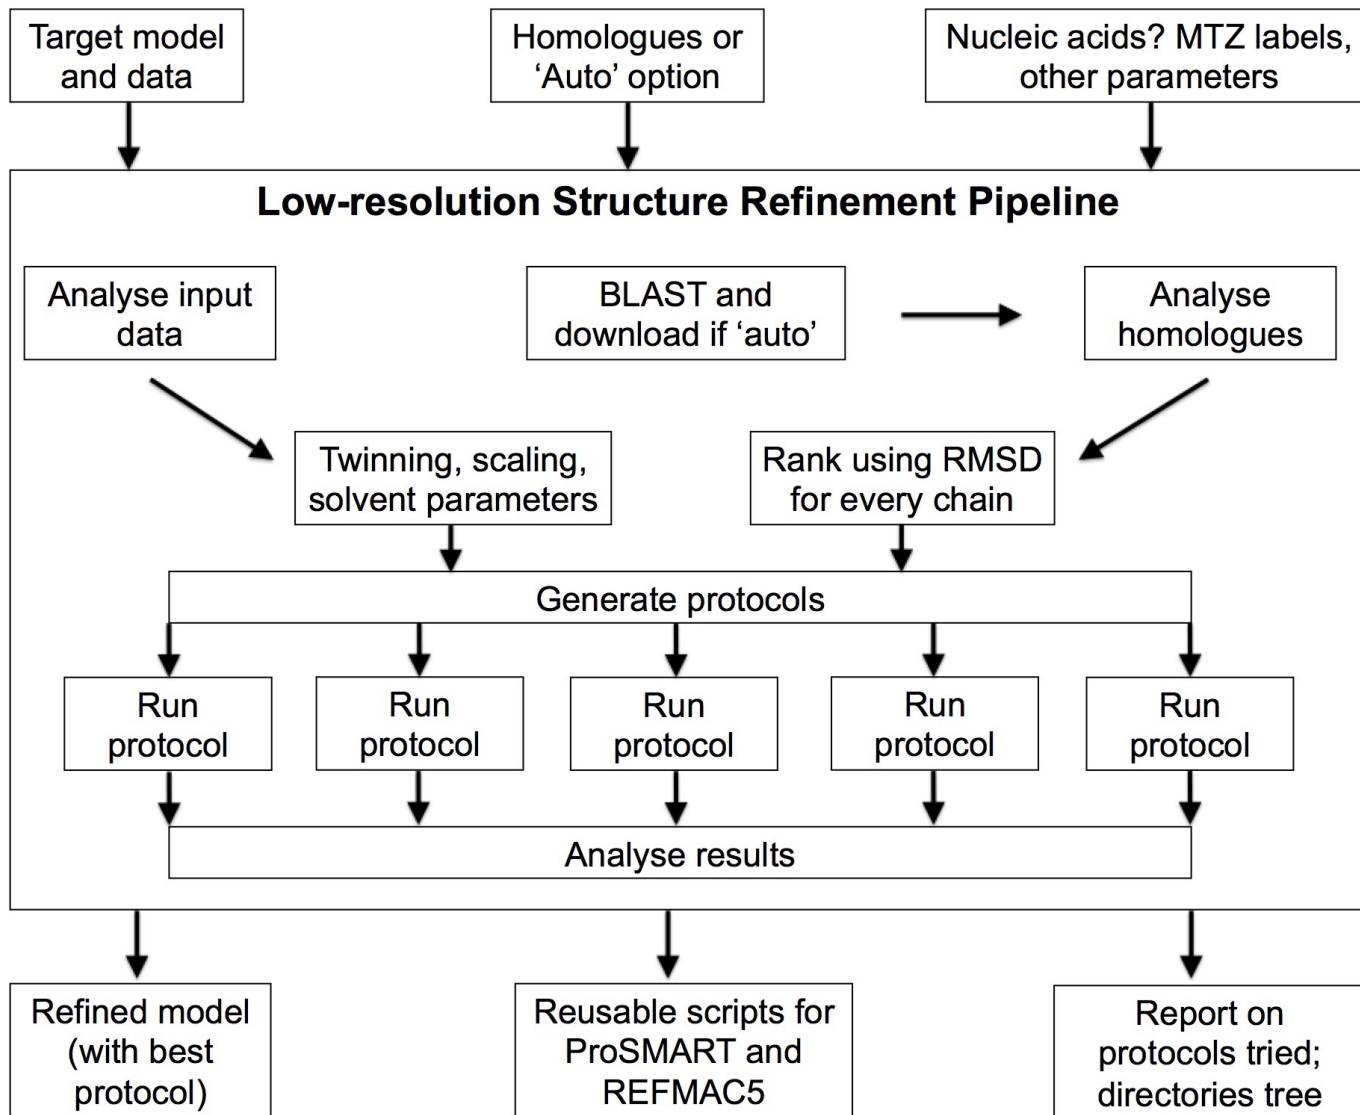 Target model
and data
Homologues or
‘Auto’ option
Nucleic acids? MTZ labels,
other parameters
Low-resolution Structure Refinement Pipeline
Analyse input
data
BLAST and
download if ‘auto’
Analyse
homologues
Twinning, scaling,
solvent parameters
Rank using RMSD
for every chain
Generate protocols
Run
protocol
Run
protocol
Run
protocol
Run
protocol
Run
protocol
Analyse results
Refined model
(with best
protocol)
Reusable scripts for
ProSMART and
REFMAC5
Report on
protocols tried;
directories tree